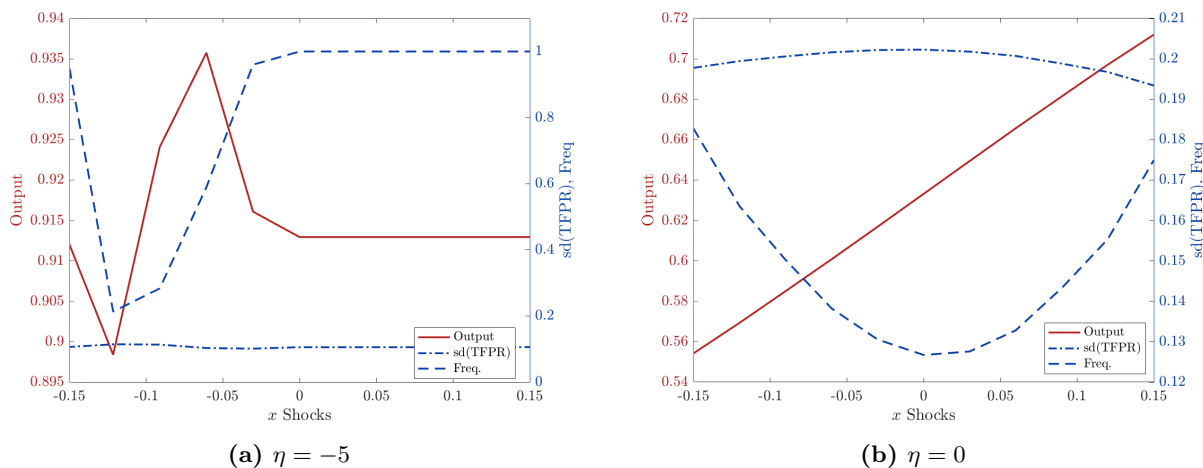 0.94
0.935
0.93
0.925
0.92
0.915
0.91
0.905
0.9
0.895
Output
1
0.8
0.6
0.4
0.2
0
sd(TFPR), Freq
-0.15 -0.1 -0.05 0 0.05 0.1 0.15
x Shocks
Output
sd(TFPR)
Freq.
(a) η = −5
0.72
0.7
0.68
0.66
0.64
0.62
0.6
0.58
0.56
0.54
Output
0.21
0.2
0.19
0.18
0.17
0.16
0.15
0.14
0.13
0.12
sd(TFPR), Freq
-0.15 -0.1 -0.05 0 0.05 0.1 0.15
x Shocks
Output
sd(TFPR)
Freq.
(b) η = 0